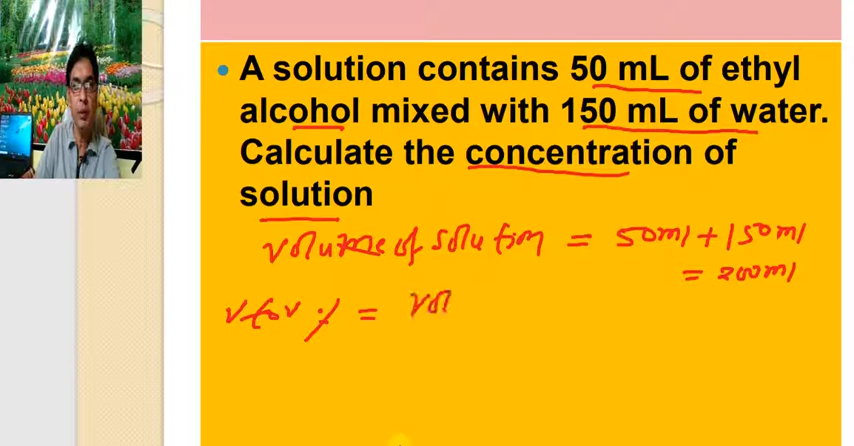 • A solution contains 50 mL of ethyl
alcohol mixed with 150 mL of water.
Calculate the concentration of
solution
volume of solution = 50ml + 150ml
= 200ml
v to v % = vol